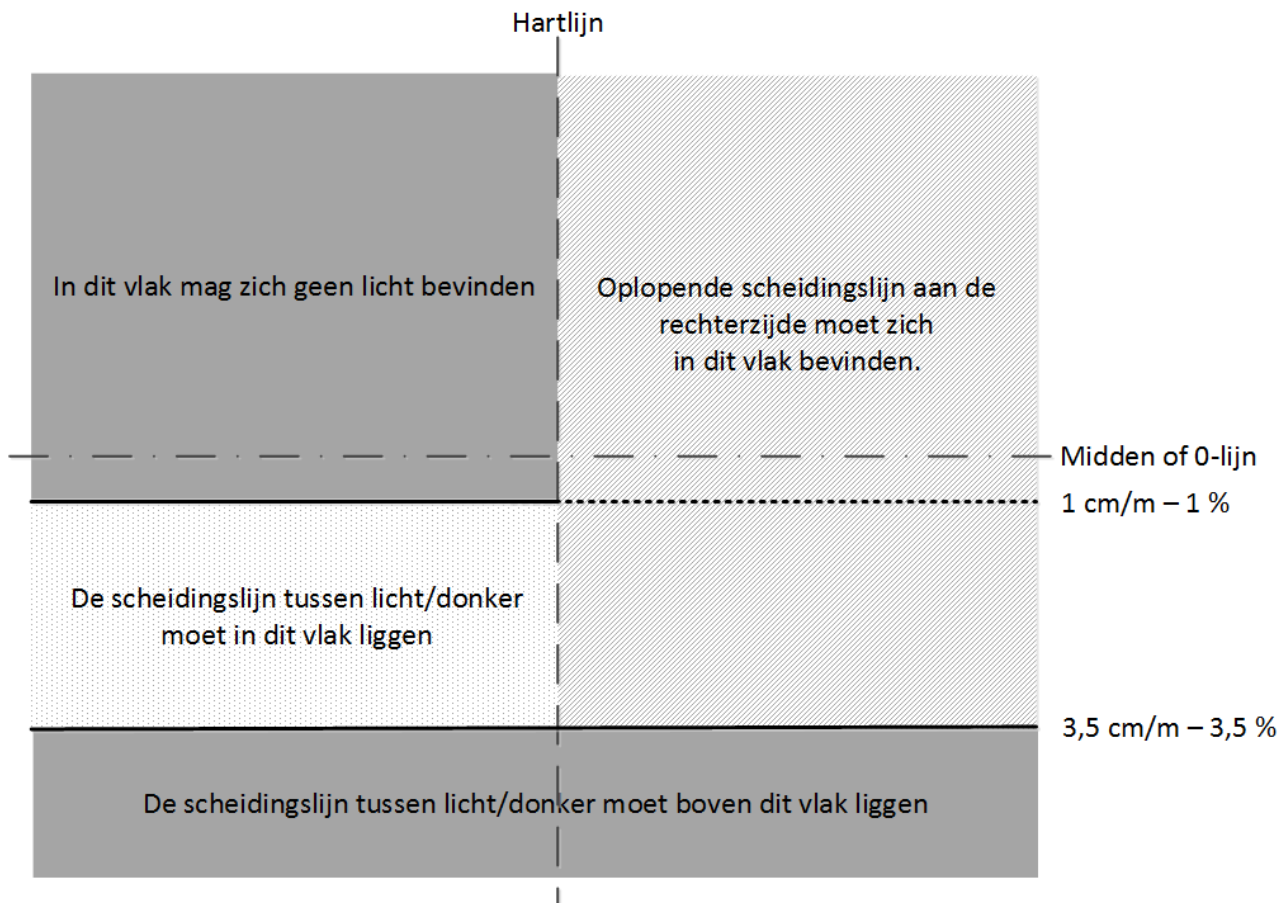 Hartlijn
In dit vlak mag zich geen licht bevinden
Oplopende scheidingslijn aan de
rechterzijde moet zich
in dit vlak bevinden.
Midden of 0-lijn
1 cm/m – 1 %
De scheidingslijn tussen licht/donker
moet in dit vlak liggen
3,5 cm/m – 3,5 %
De scheidingslijn tussen licht/donker moet boven dit vlak liggen